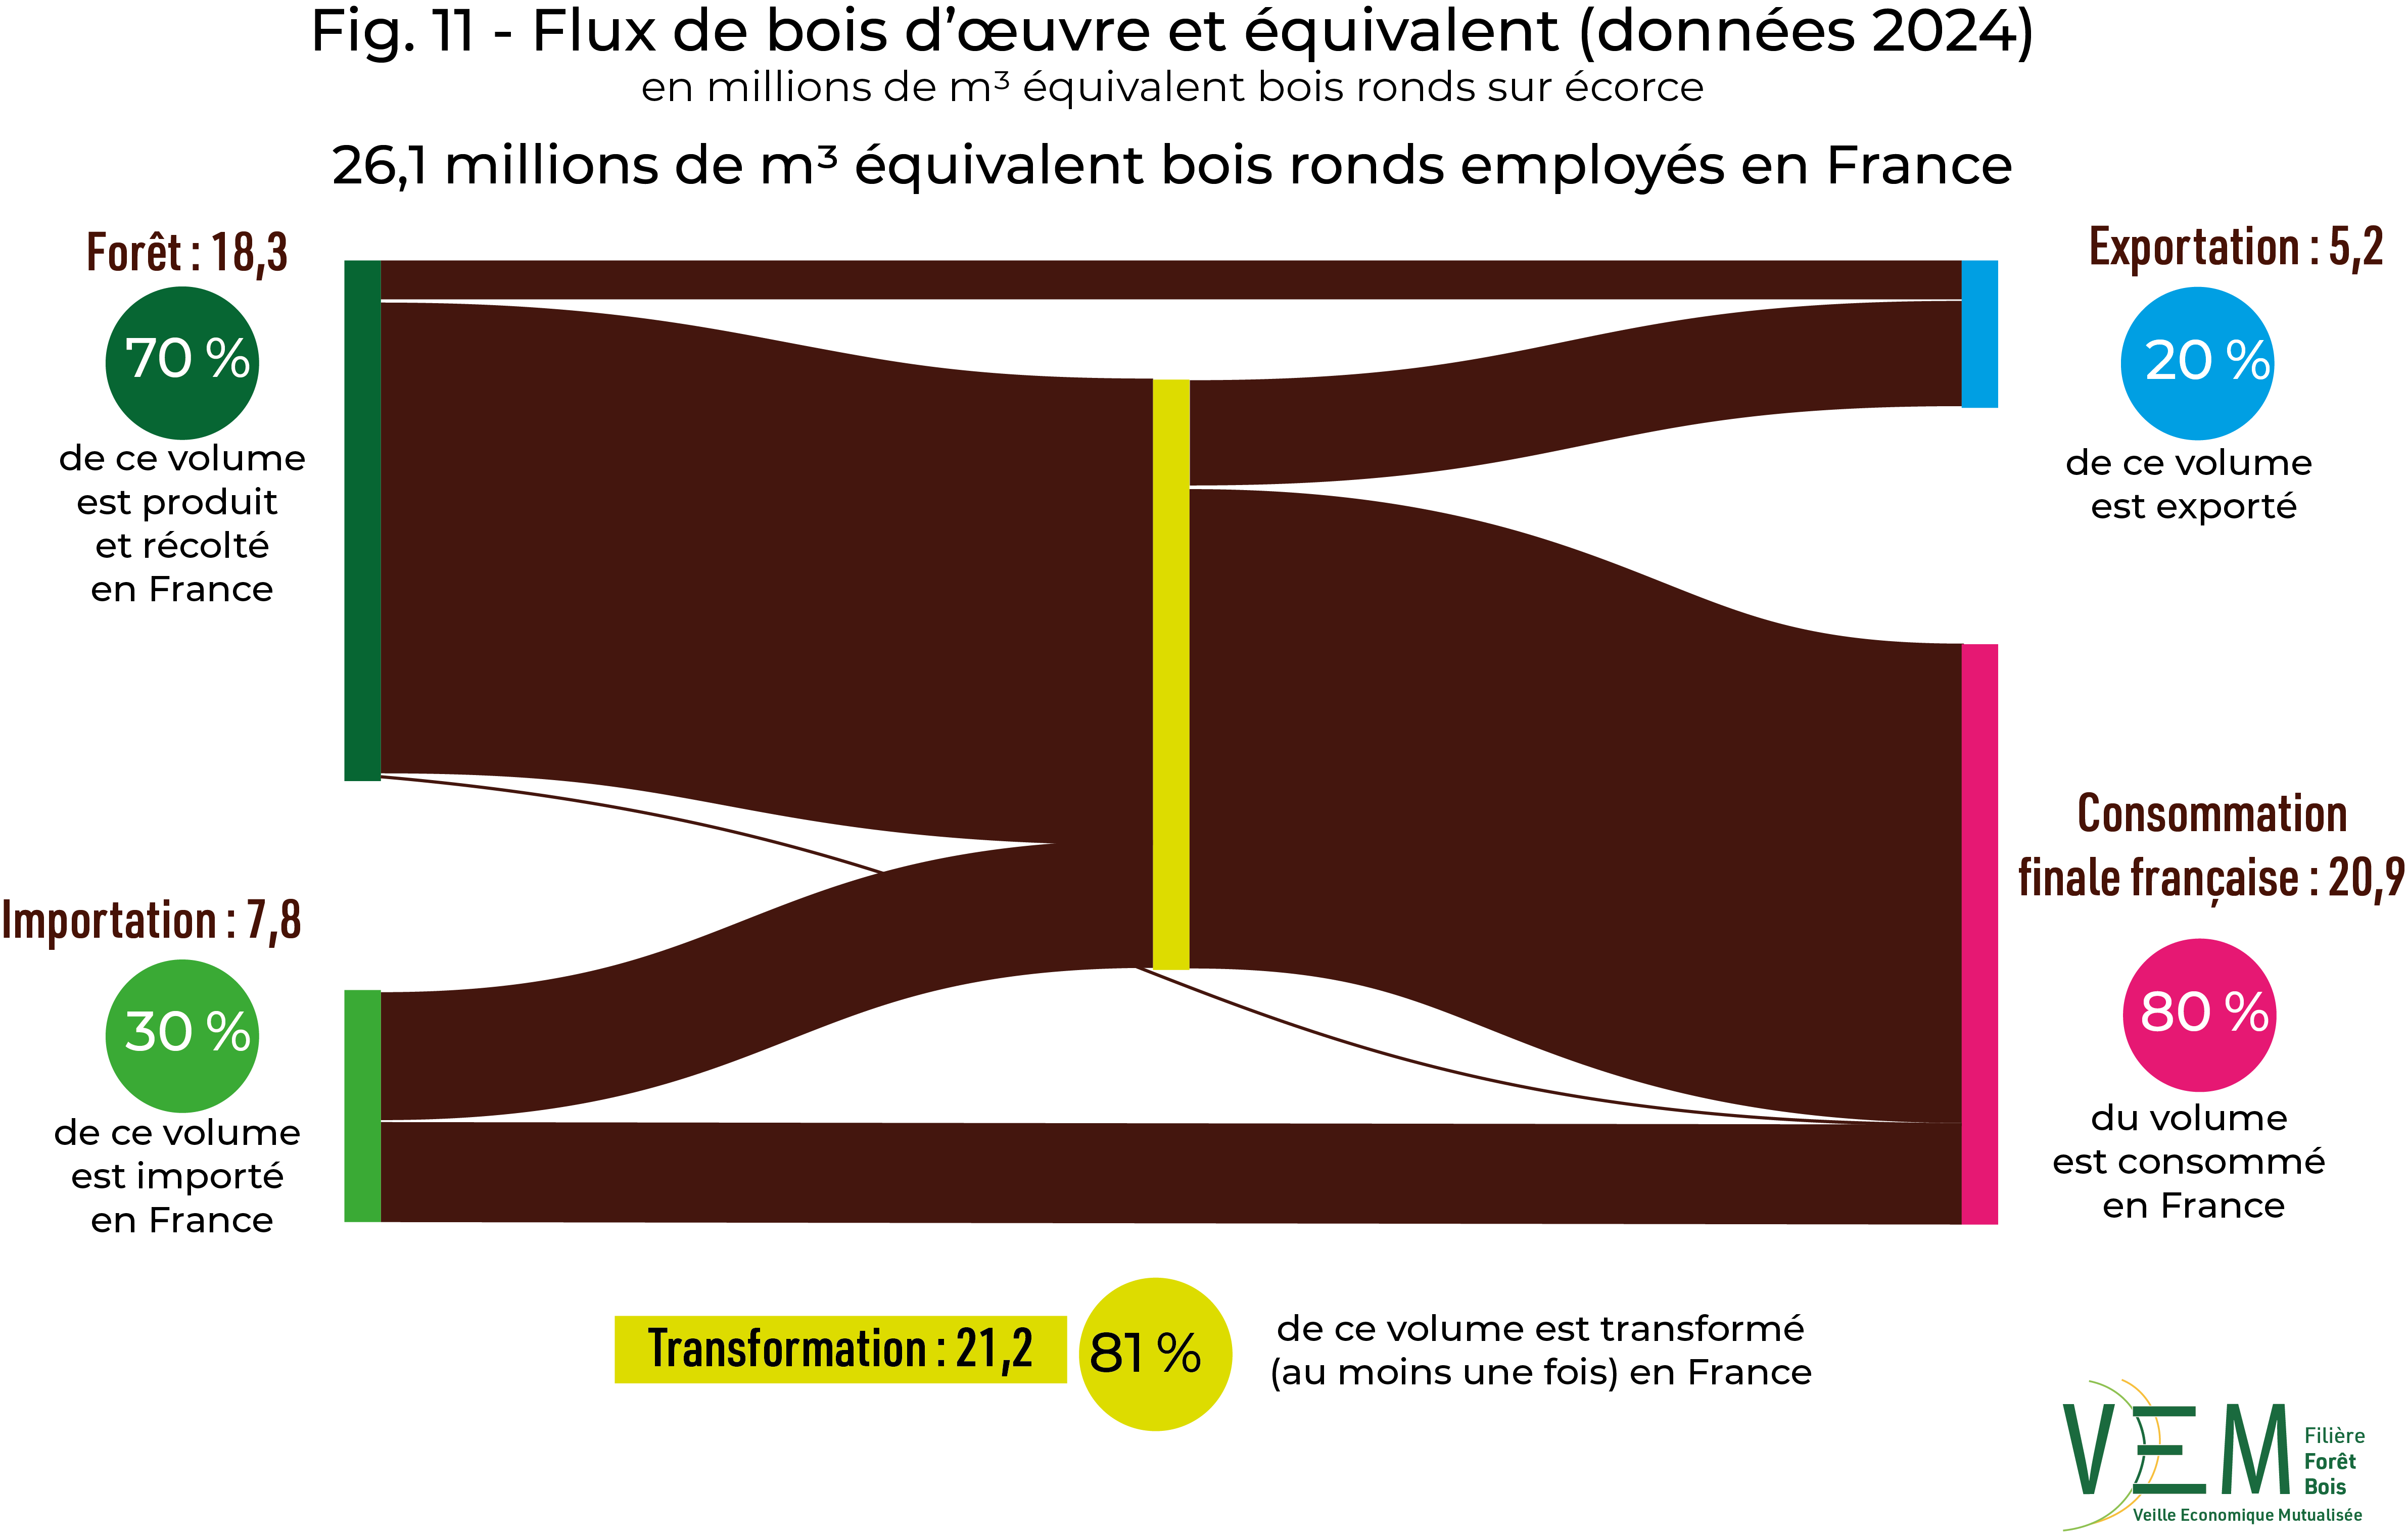 Fig. 11 - Flux de bois d’œuvre et équivalent (données 2024)
en millions de m³ équivalent bois ronds sur écorce
26,1 millions de m³ équivalent bois ronds employés en France
Forêt : 18,3
70 %
de ce volume
est produit
et récolté
en France
Importation : 7,8
30 %
de ce volume
est importé
en France
Exportation : 5,2
20 %
de ce volume
est exporté
Consommation
finale française : 20,9
80 %
du volume
est consommé
en France
Transformation : 21,2
81 %
de ce volume est transformé
(au moins une fois) en France
VEM
Filière
Forêt
Bois
Veille Economique Mutualisée